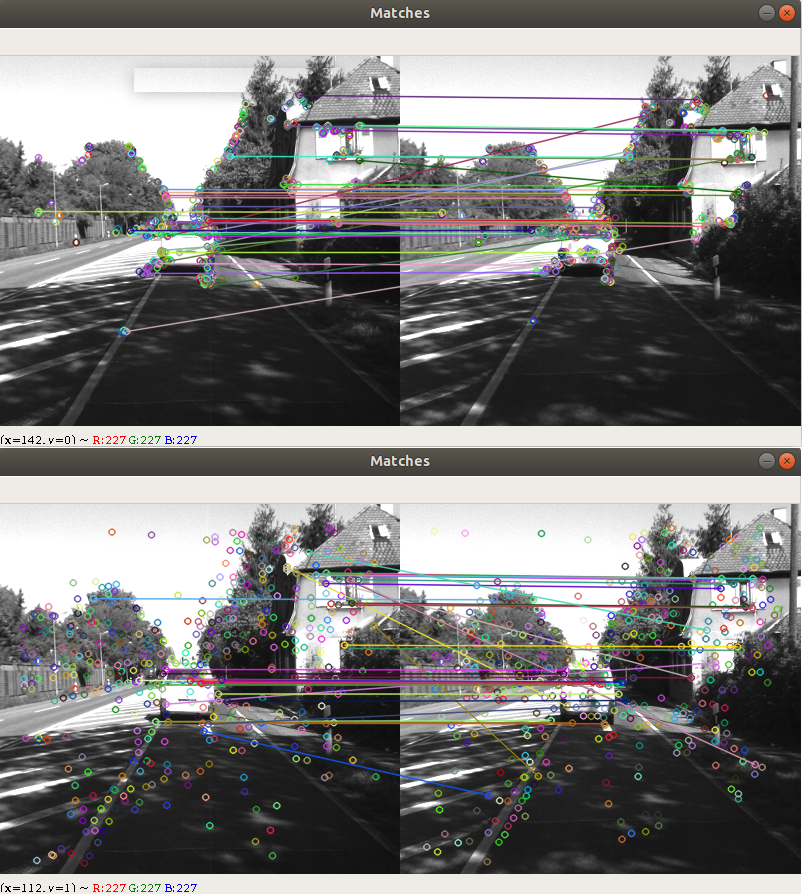 Matches
(x=142, y=0) ~ R:227 G:227 B:227
Matches
(x=112, y=1) ~ R:227 G:227 B:227